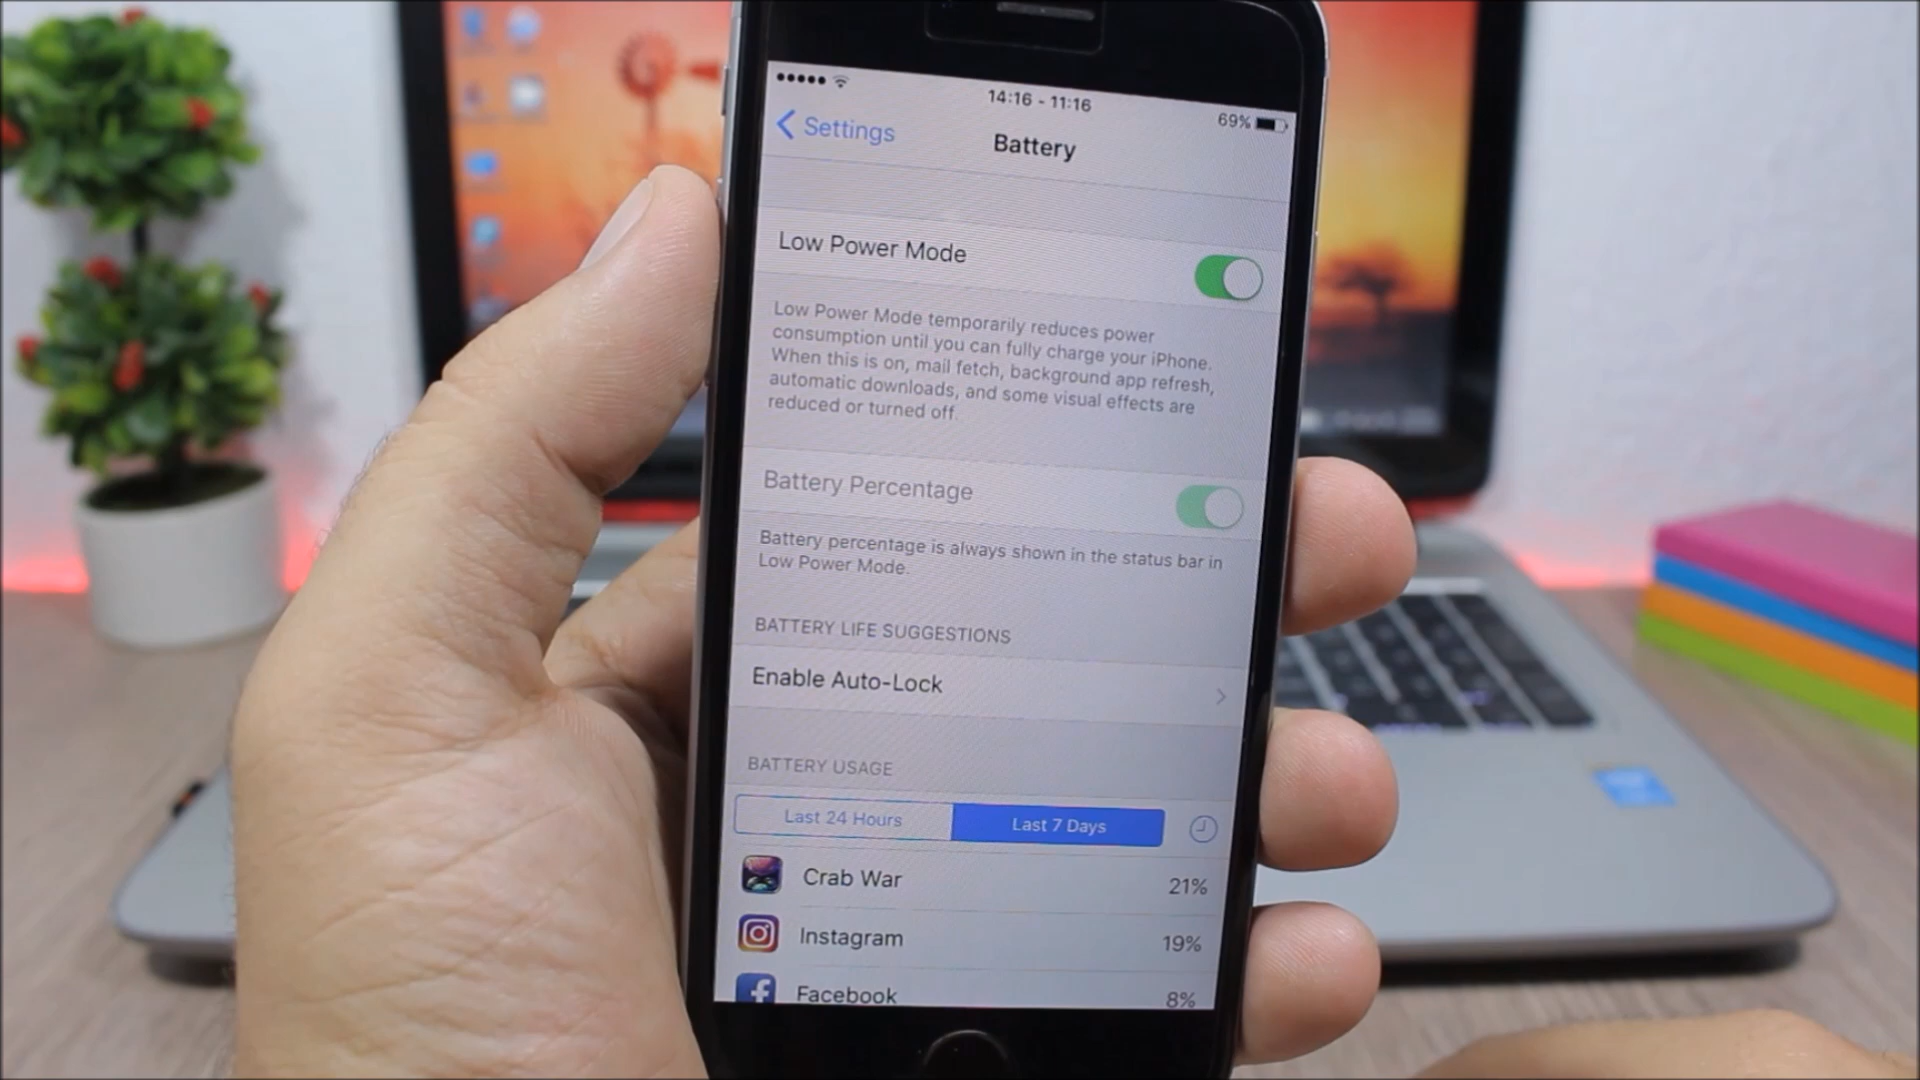 14:16 - 11:16
69%
Settings
Battery
Low Power Mode
Low Power Mode temporarily reduces power
consumption until you can fully charge your iPhone.
When this is on, mail fetch, background app refresh,
automatic downloads, and some visual effects are
reduced or turned off.
Battery Percentage
Battery percentage is always shown in the status bar in
Low Power Mode.
BATTERY LIFE SUGGESTIONS
Enable Auto-Lock
BATTERY USAGE
Last 24 Hours
Last 7 Days
Crab War
21%
Instagram
19%
Facebook
8%